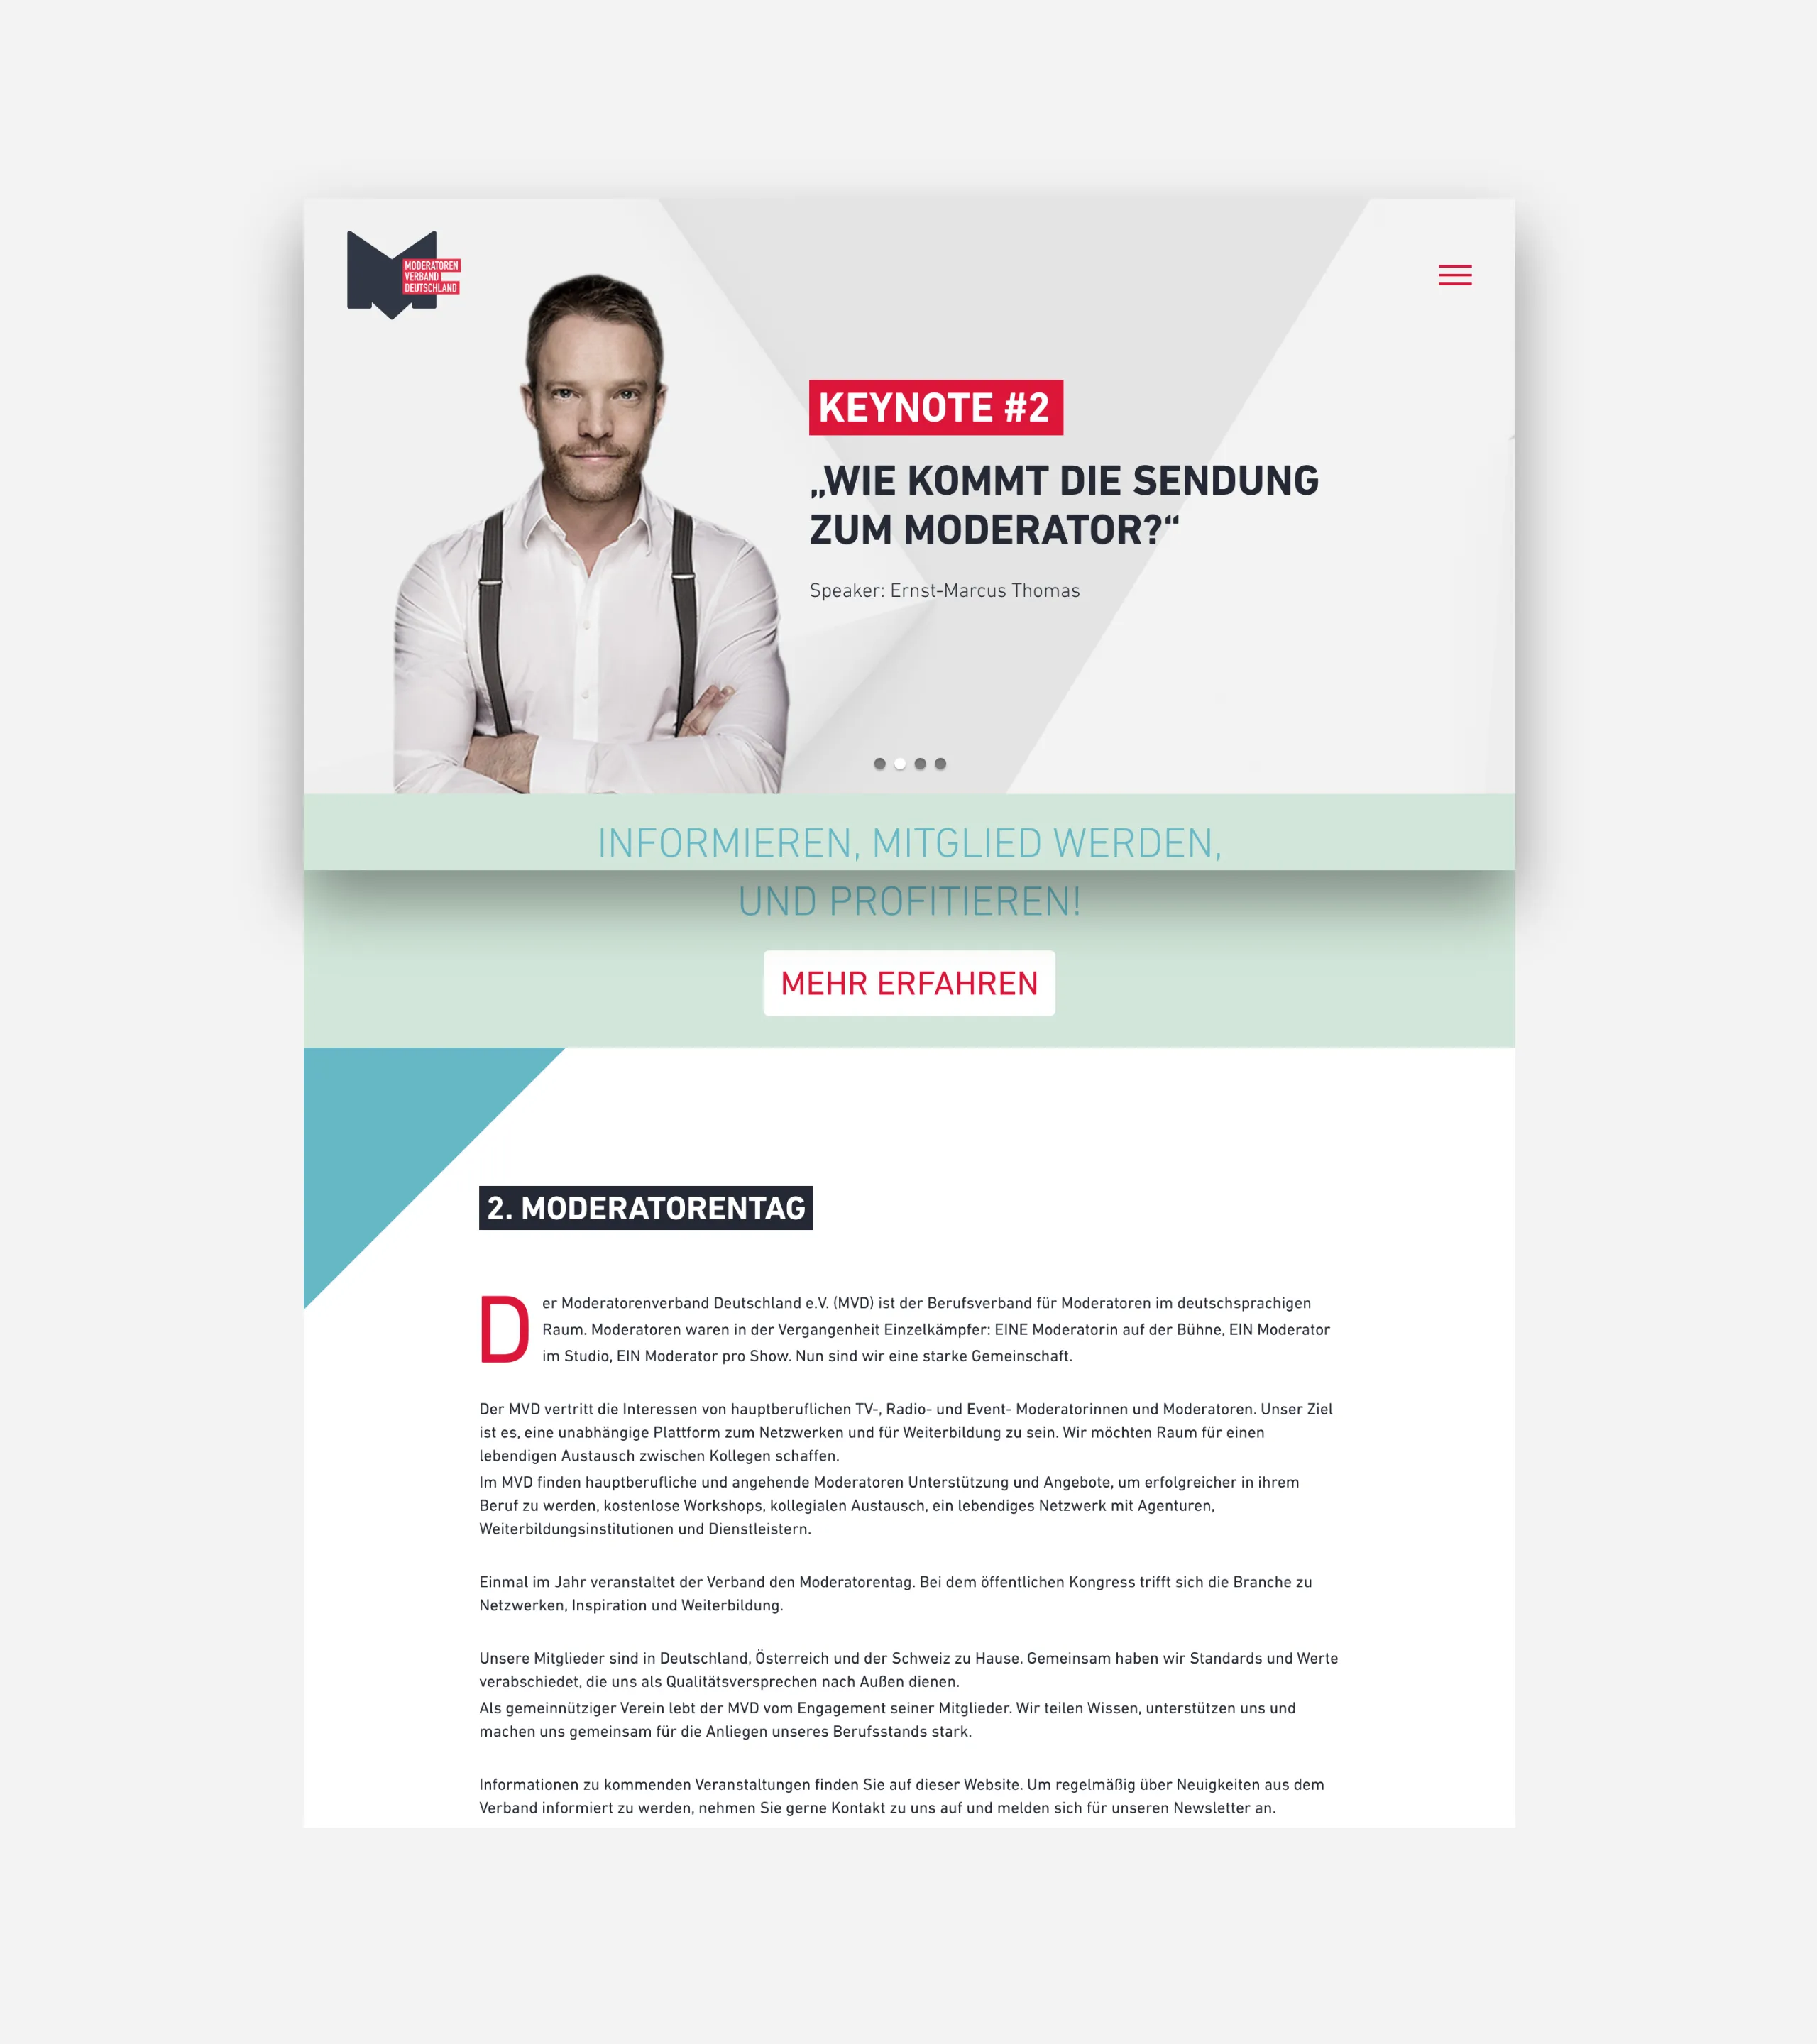 MODERATOREN
VERBAND
DEUTSCHLAND
KEYNOTE #2
„WIE KOMMT DIE SENDUNG
ZUM MODERATOR?“
Speaker: Ernst-Marcus Thomas
INFORMIEREN, MITGLIED WERDEN,
UND PROFITIEREN!
MEHR ERFAHREN
2. MODERATORENTAG
Der Moderatorenverband Deutschland e.V. (MVD) ist der Berufsverband für Moderatoren im deutschsprachigen
Raum. Moderatoren waren in der Vergangenheit Einzelkämpfer: EINE Moderatorin auf der Bühne, EIN Moderator
im Studio, EIN Moderator pro Show. Nun sind wir eine starke Gemeinschaft.
Der MVD vertritt die Interessen von hauptberuflichen TV-, Radio- und Event- Moderatorinnen und Moderatoren. Unser Ziel
ist es, eine unabhängige Plattform zum Netzwerken und für Weiterbildung zu sein. Wir möchten Raum für einen
lebendigen Austausch zwischen Kollegen schaffen.
Im MVD finden hauptberufliche und angehende Moderatoren Unterstützung und Angebote, um erfolgreicher in ihrem
Beruf zu werden, kostenlose Workshops, kollegialen Austausch, ein lebendiges Netzwerk mit Agenturen,
Weiterbildungsinstitutionen und Dienstleistern.
Einmal im Jahr veranstaltet der Verband den Moderatorentag. Bei dem öffentlichen Kongress trifft sich die Branche zu
Netzwerken, Inspiration und Weiterbildung.
Unsere Mitglieder sind in Deutschland, Österreich und der Schweiz zu Hause. Gemeinsam haben wir Standards und Werte
verabschiedet, die uns als Qualitätsversprechen nach Außen dienen.
Als gemeinnütziger Verein lebt der MVD vom Engagement seiner Mitglieder. Wir teilen Wissen, unterstützen uns und
machen uns gemeinsam für die Anliegen unseres Berufsstands stark.
Informationen zu kommenden Veranstaltungen finden Sie auf dieser Website. Um regelmäßig über Neuigkeiten aus dem
Verband informiert zu werden, nehmen Sie gerne Kontakt zu uns auf und melden sich für unseren Newsletter an.